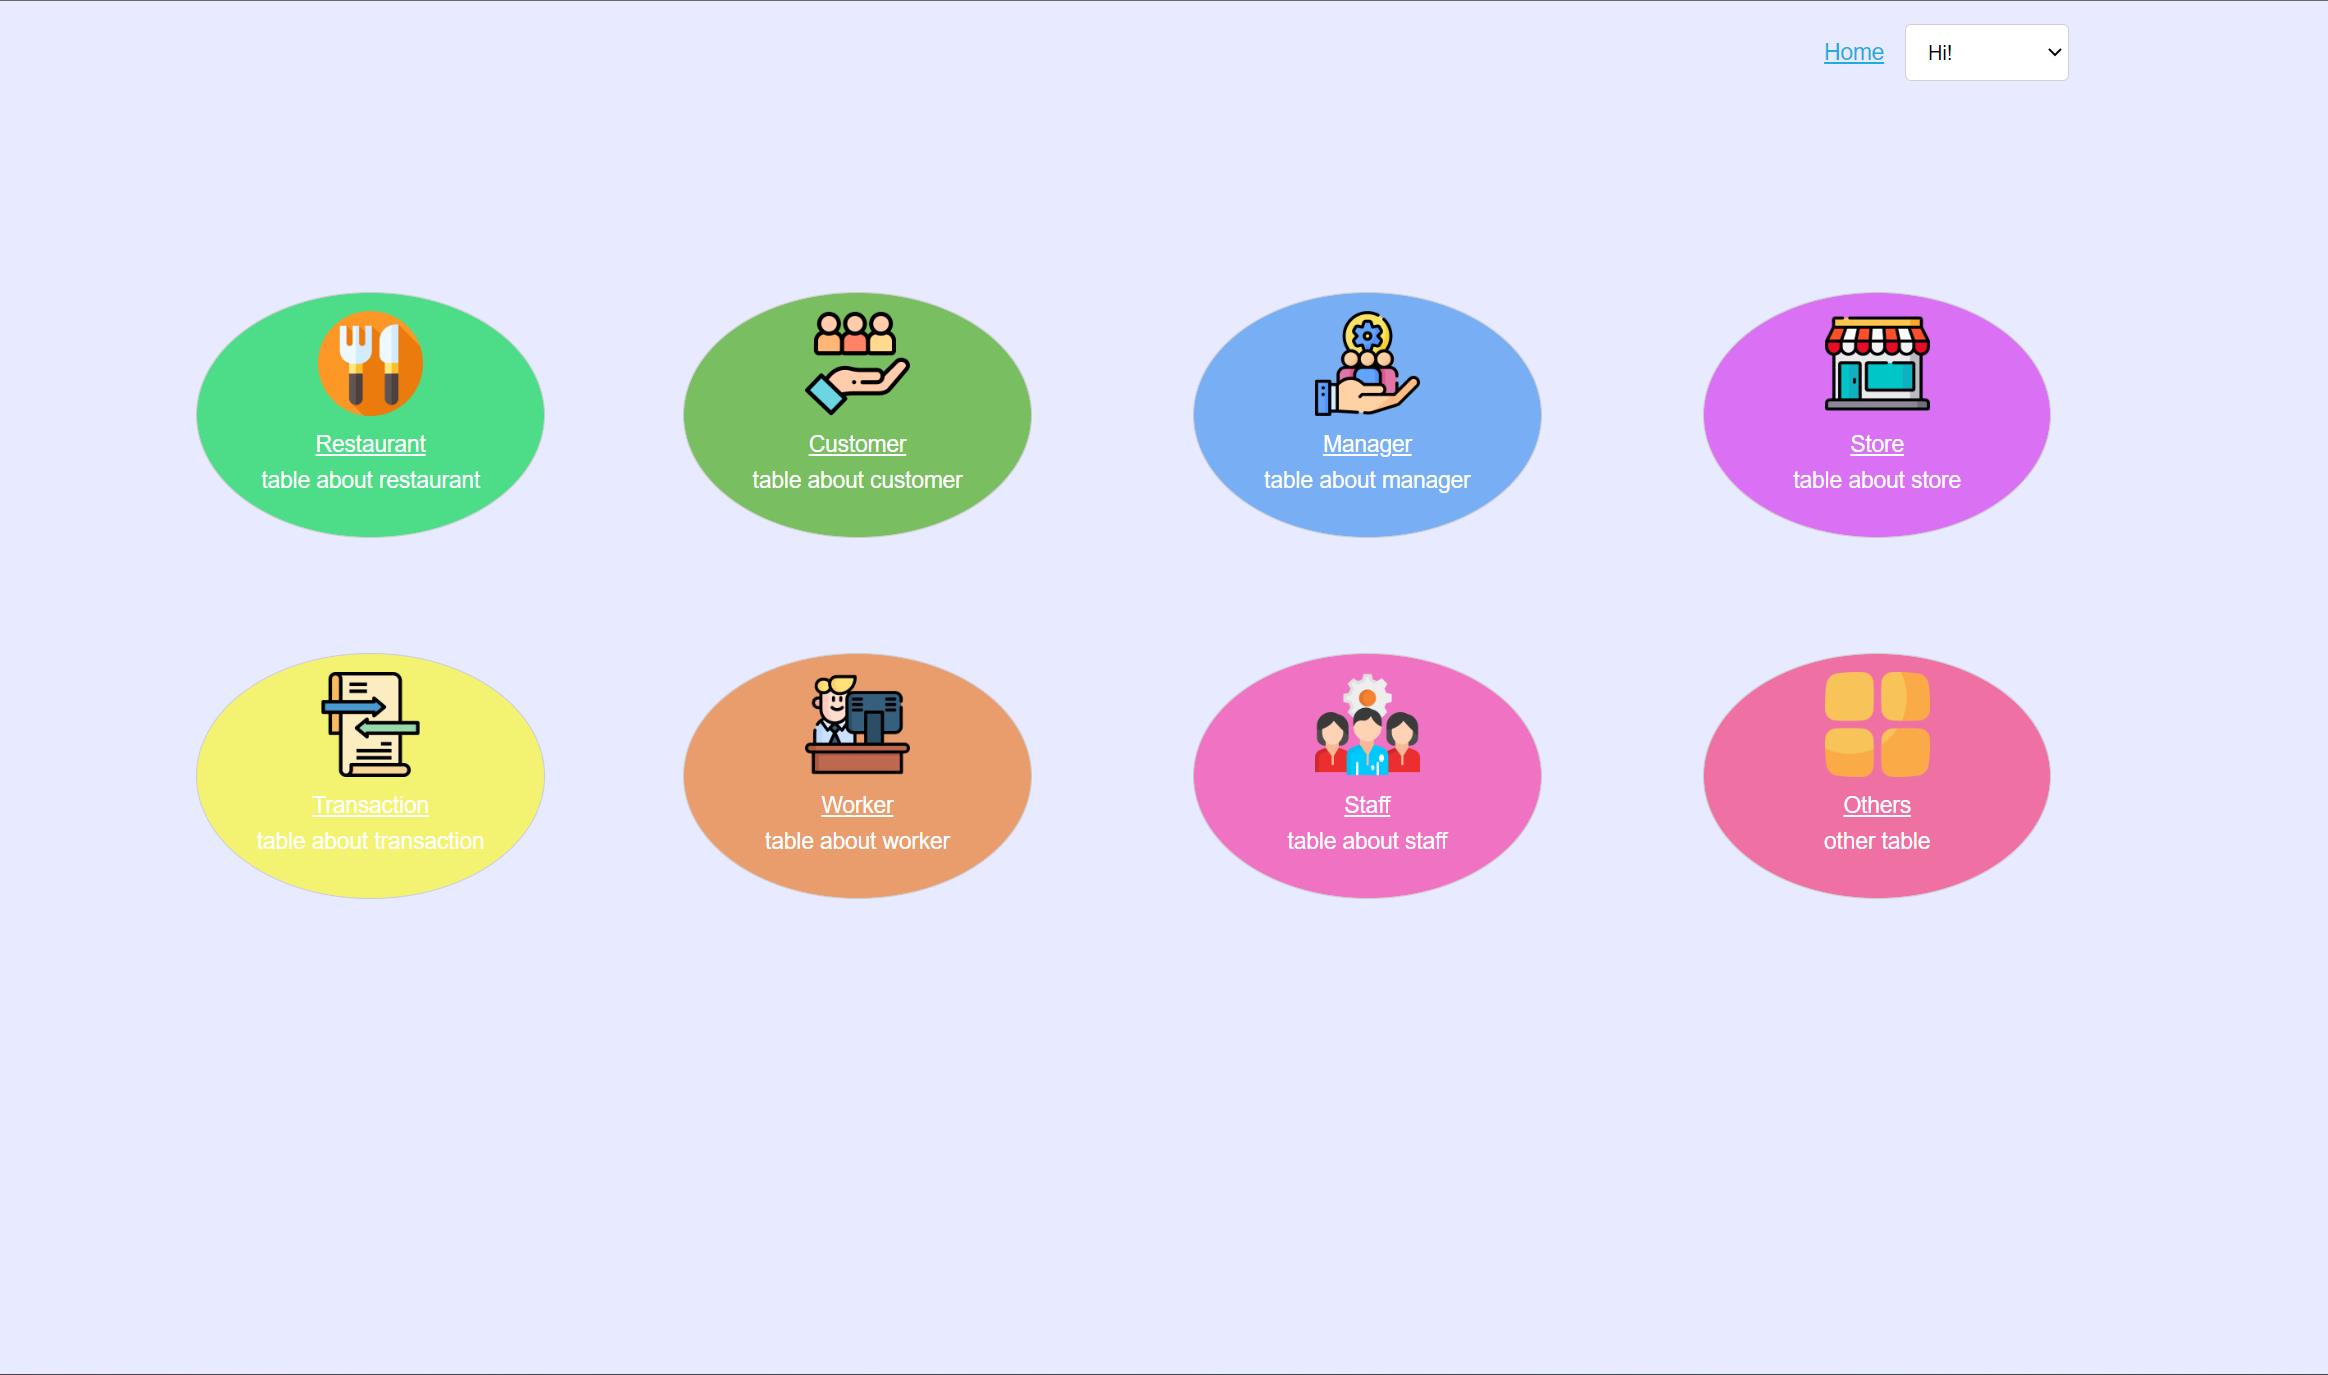 Home
Hi!
Restaurant
table about restaurant
Customer
table about customer
Manager
table about manager
Store
table about store
Transaction
table about transaction
Worker
table about worker
Staff
table about staff
Others
other table